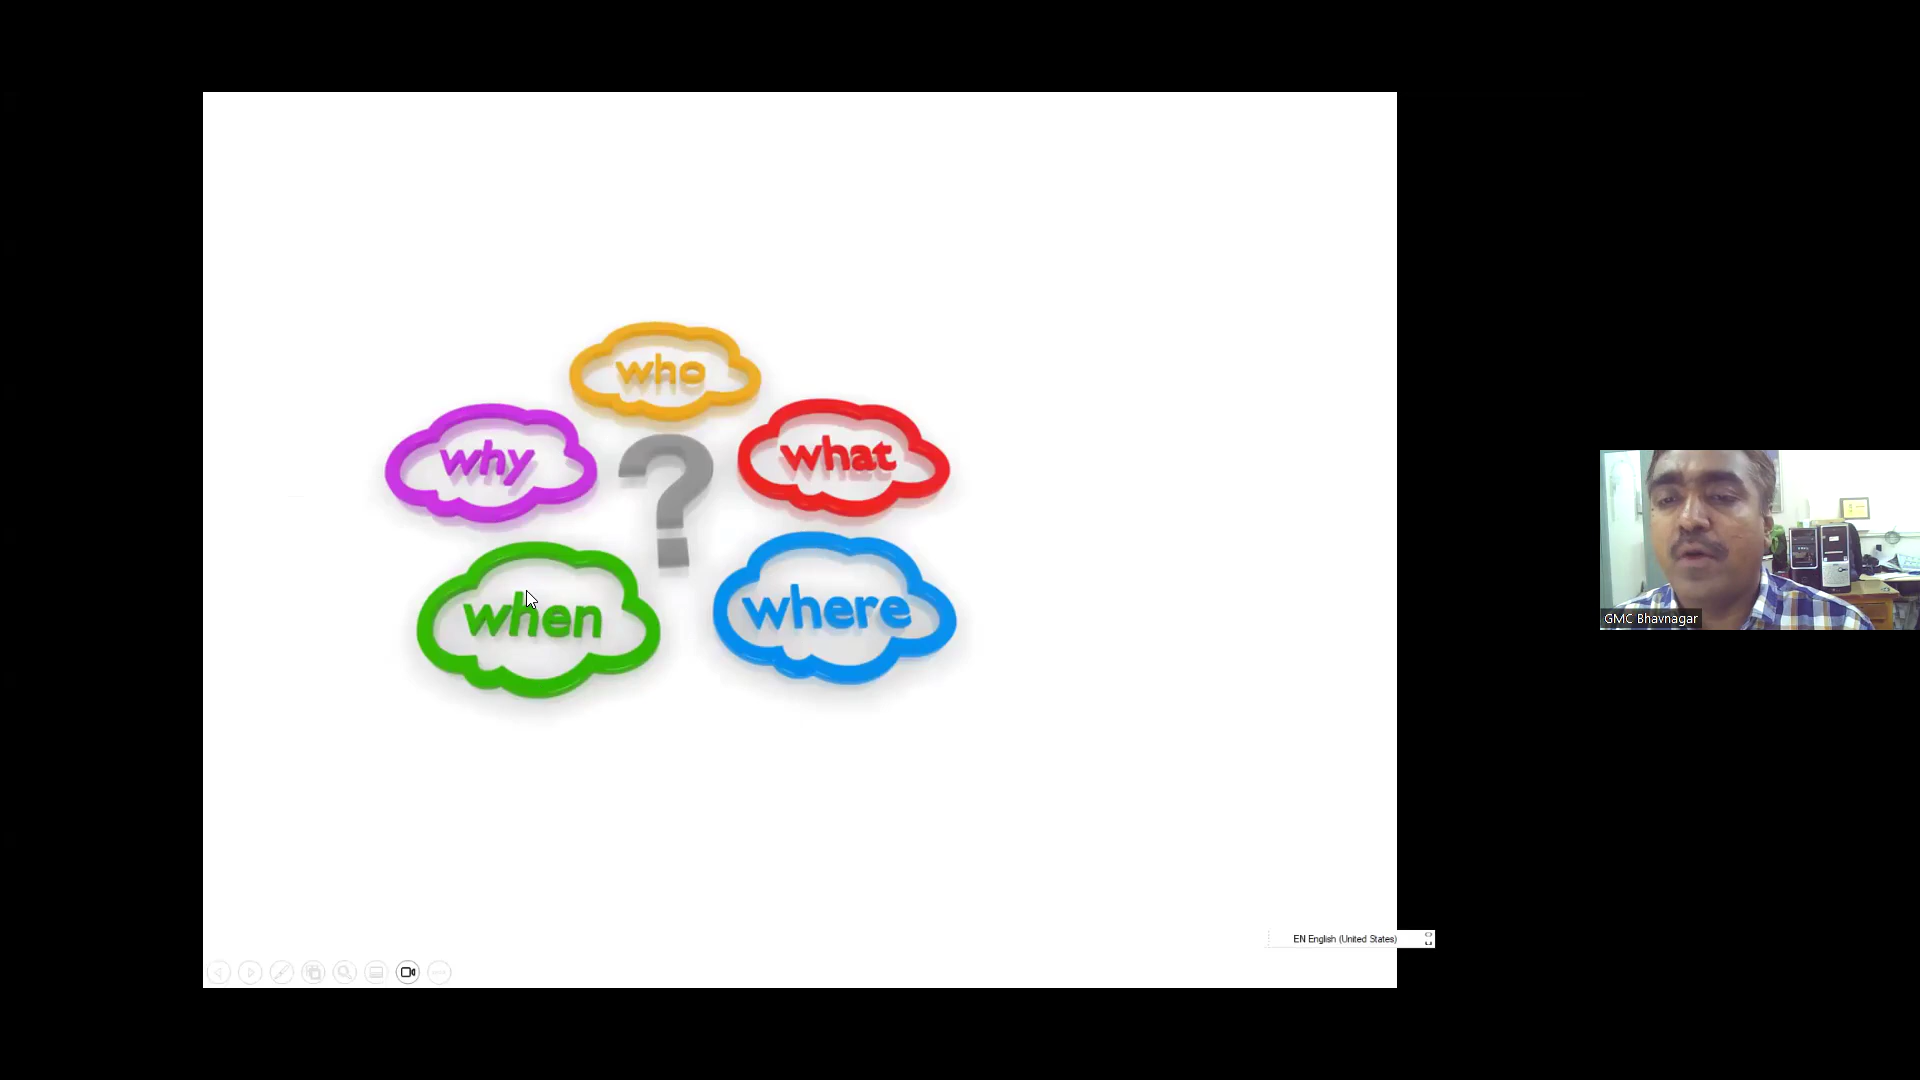 who
why
what
when
where
?
GMC Bhavnagar
EN English (United States)